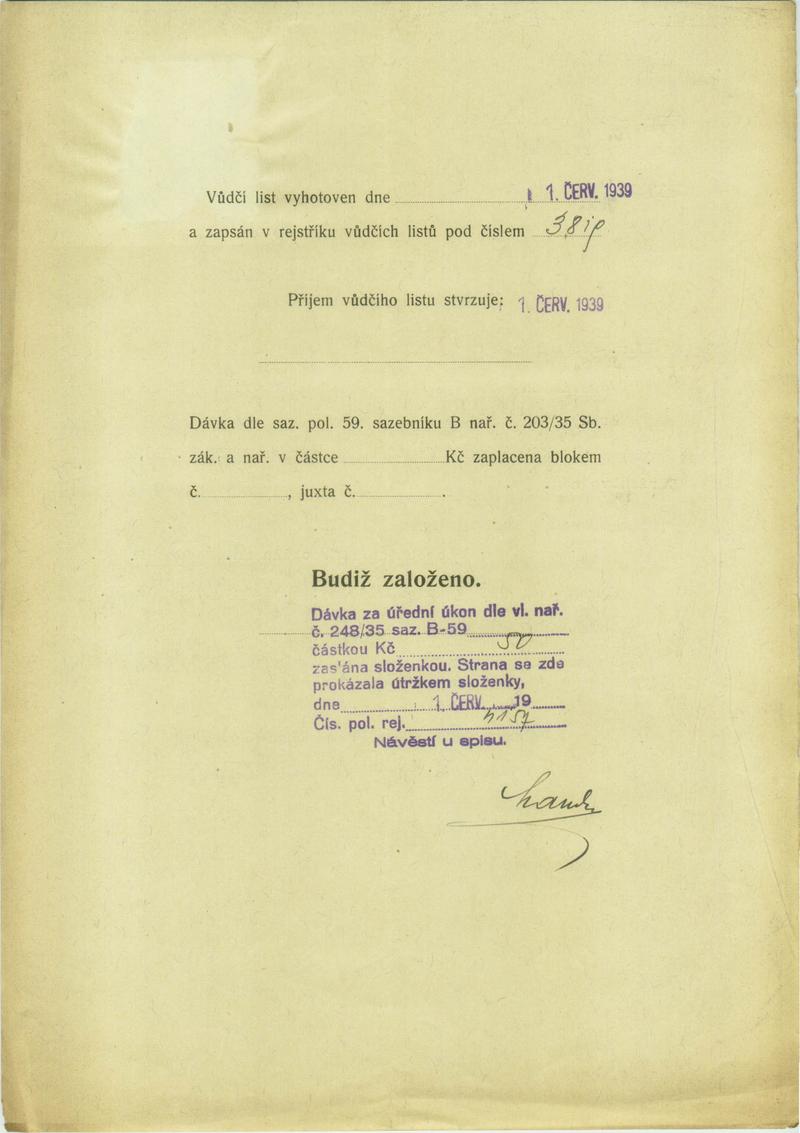 Vůdčí list vyhotoven dne 1. ČERV. 1939
a zapsán v rejstříku vůdčích listů pod číslem
Příjem vůdčího listu stvrzuje: 1. ČERV. 1939
Dávka dle saz. pol. 59. sazebníku B nař. č. 203/35 Sb.
zák. a nař. v částce Kč zaplacena blokem
č. , juxta č. .
Budiž založeno.
Dávka za úřední úkon dle vl. nař.
č. 248/35 saz. B-59
částkou Kč 50
zas'ána složenkou. Strana se zde
prokázala útržkem složenky,
dne 1. ČERV. 19
Čís. pol. rej.
Návěstí u spisu.